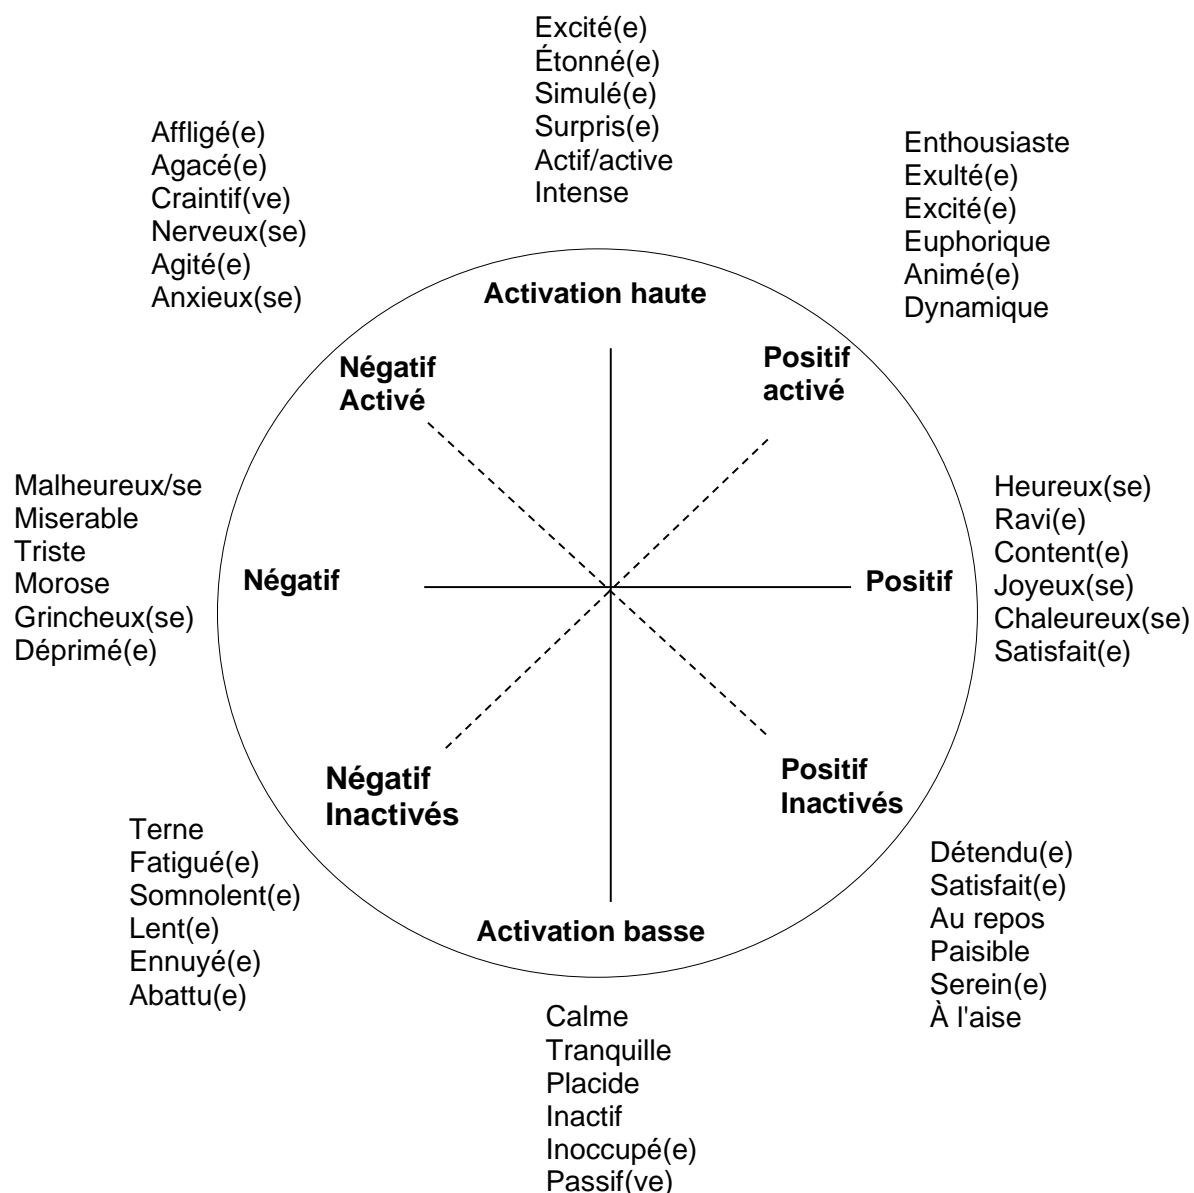 Excité(e)
Étonné(e)
Simulé(e)
Surpris(e)
Actif/active
Intense
Affligé(e)
Agacé(e)
Craintif(ve)
Nerveux(se)
Agité(e)
Anxieux(se)
Enthousiaste
Exulté(e)
Excité(e)
Euphorique
Animé(e)
Dynamique
Activation haute
Négatif
Activé
Positif
activé
Malheureux/se
Miserable
Triste
Morose
Grincheux(se)
Déprimé(e)
Négatif
Positif
Heureux(se)
Ravi(e)
Content(e)
Joyeux(se)
Chaleureux(se)
Satisfait(e)
Négatif
Inactivés
Positif
Inactivés
Terne
Fatigué(e)
Somnolent(e)
Lent(e)
Ennuyé(e)
Abattu(e)
Activation basse
Détendu(e)
Satisfait(e)
Au repos
Paisible
Serein(e)
À l'aise
Calme
Tranquille
Placide
Inactif
Inoccupé(e)
Passif(ve)